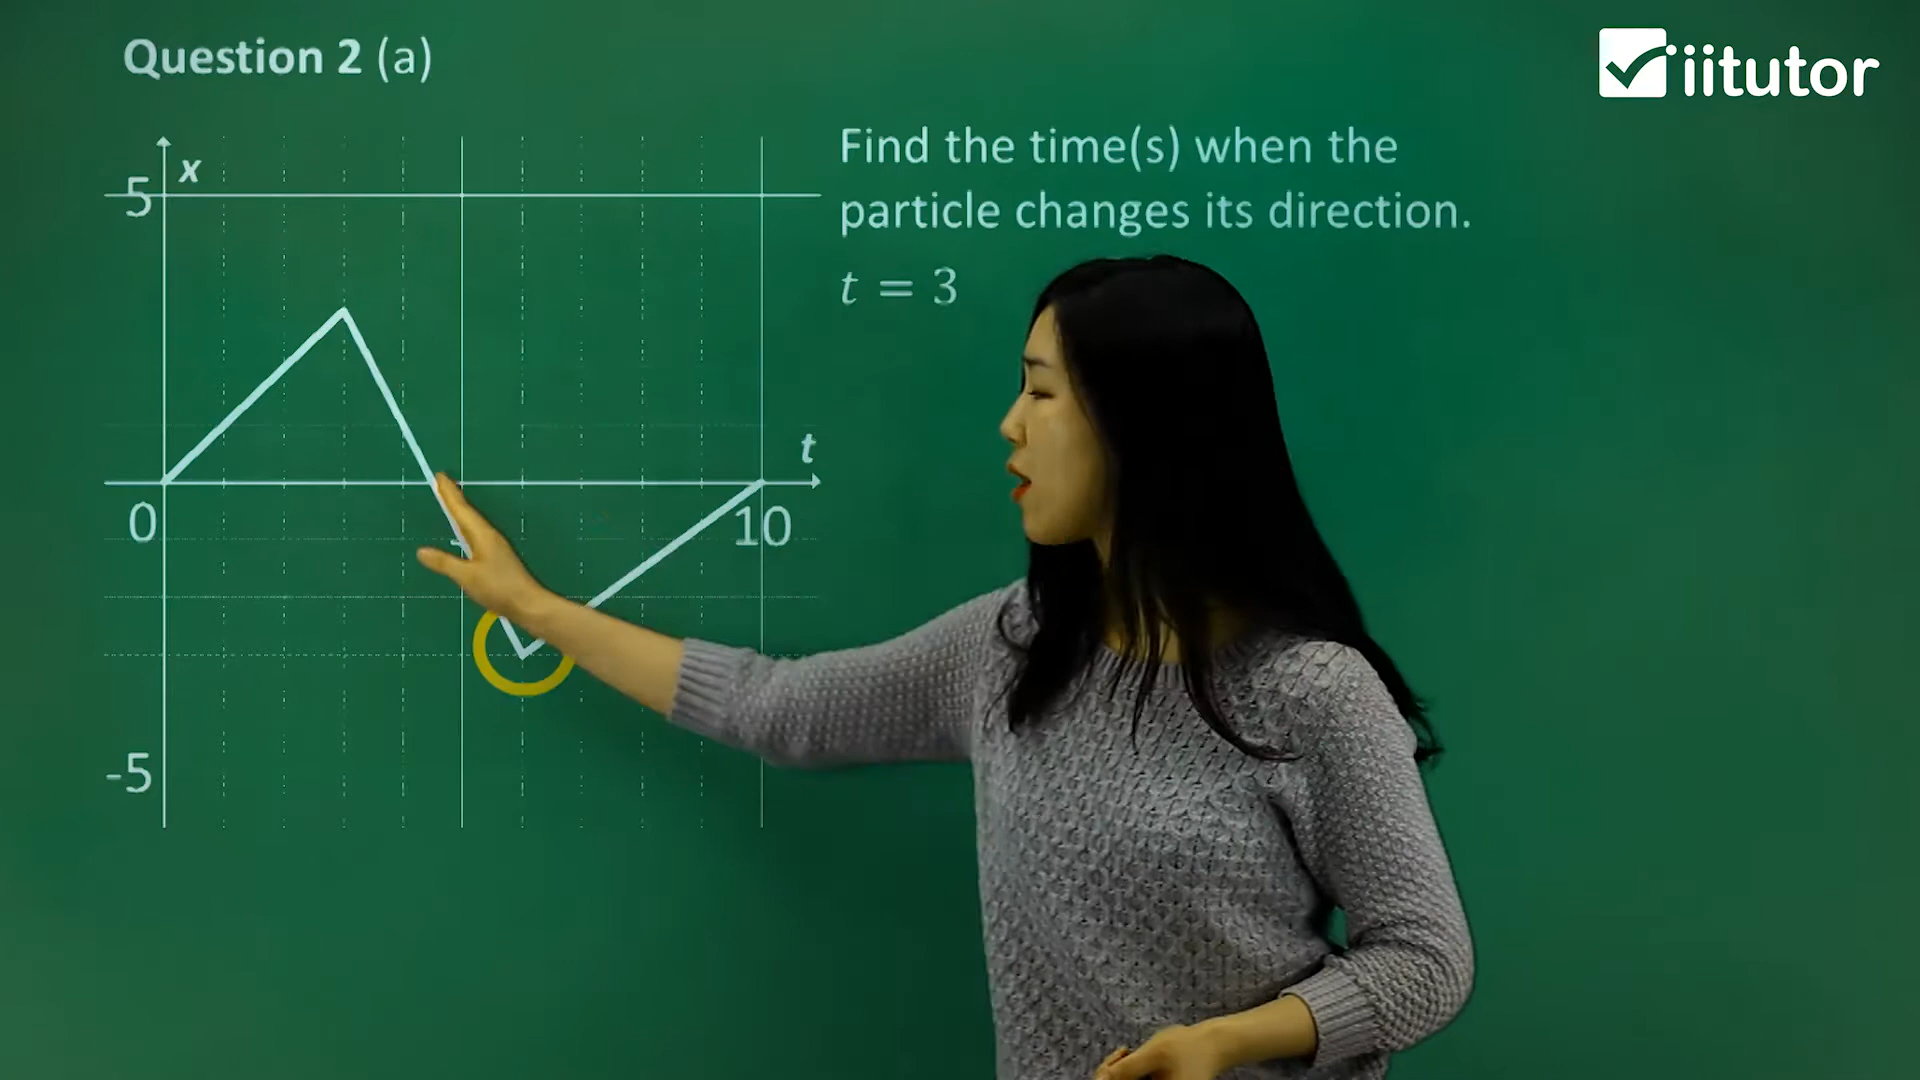 Question 2 (a)
iitutor
x
5
Find the time(s) when the
particle changes its direction.
t = 3
t
0
10
-5